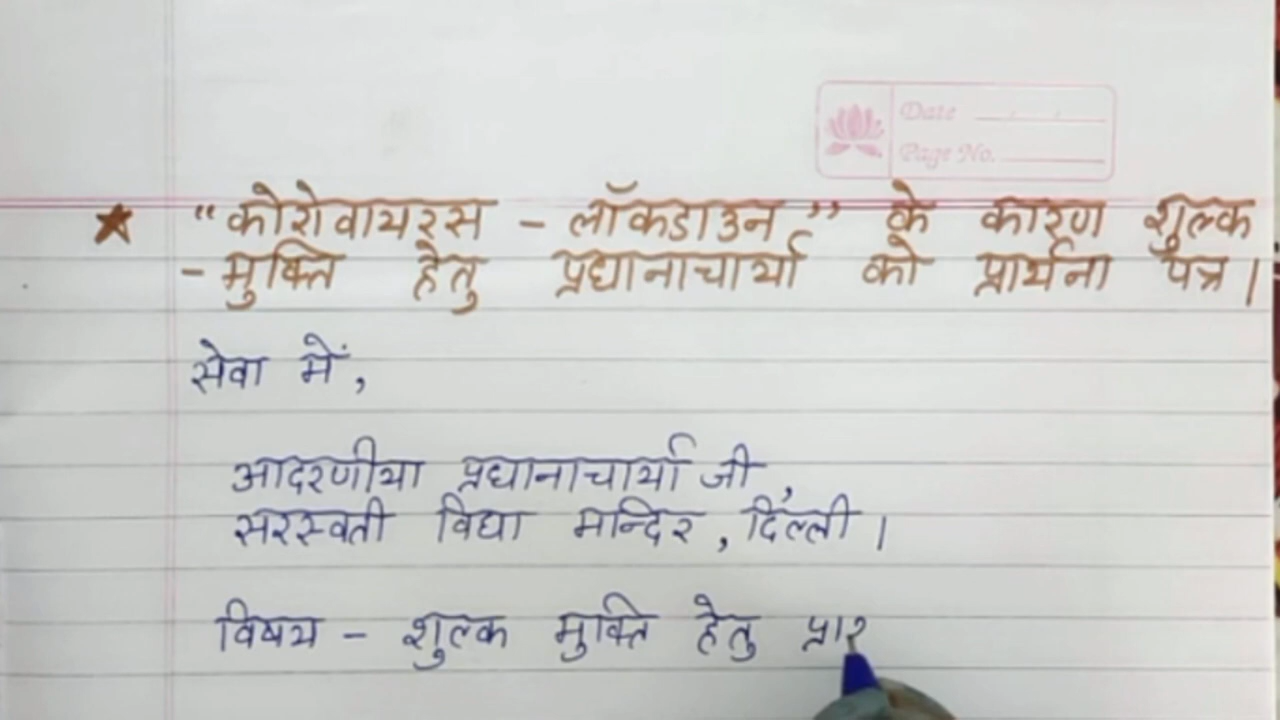 Date
Page No.
★ “कोरोवायरस - लॉकडाउन” के कारण शुल्क
- मुक्ति हेतु प्रधानाचार्या को प्रार्थना पत्र।
सेवा में,
आदरणीया प्रधानाचार्या जी,
सरस्वती विद्या मन्दिर, दिल्ली।
विषय - शुल्क मुक्ति हेतु प्रार